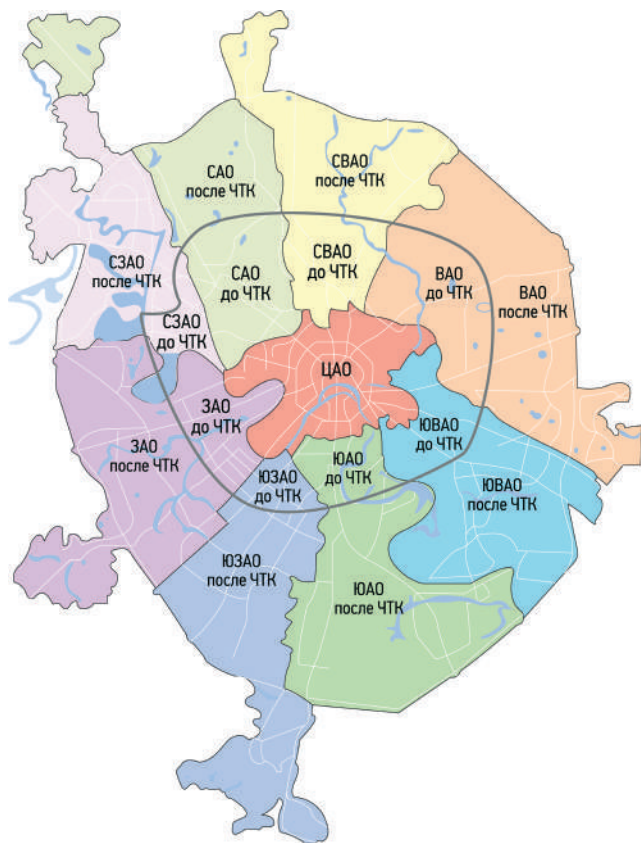 САО
после ЧТК
СВАО
после ЧТК
СЗАО
после ЧТК
САО
до ЧТК
СВАО
до ЧТК
ВАО
до ЧТК
ВАО
после ЧТК
СЗАО
до ЧТК
ЦАО
ЗАО
до ЧТК
ЗАО
после ЧТК
ЮЗАО
до ЧТК
ЮАО
до ЧТК
ЮВАО
до ЧТК
ЮВАО
после ЧТК
ЮЗАО
после ЧТК
ЮАО
после ЧТК